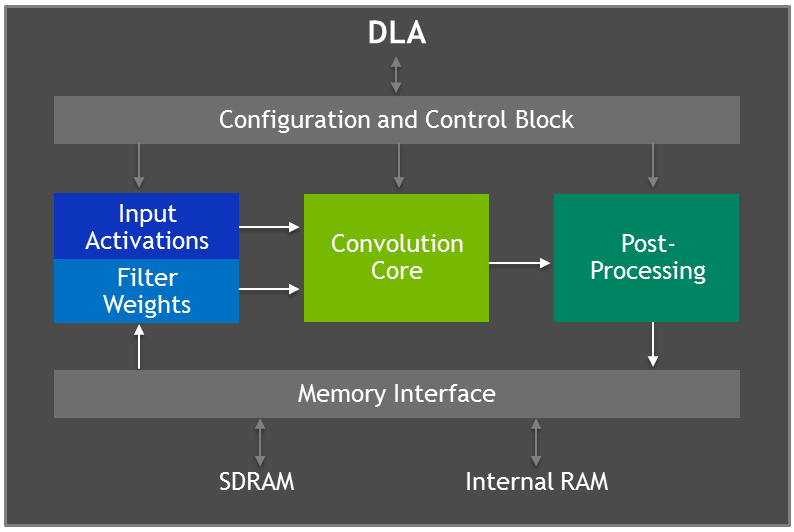 DLA
Configuration and Control Block
Input
Activations
Filter
Weights
Convolution
Core
Post-
Processing
Memory Interface
SDRAM
Internal RAM